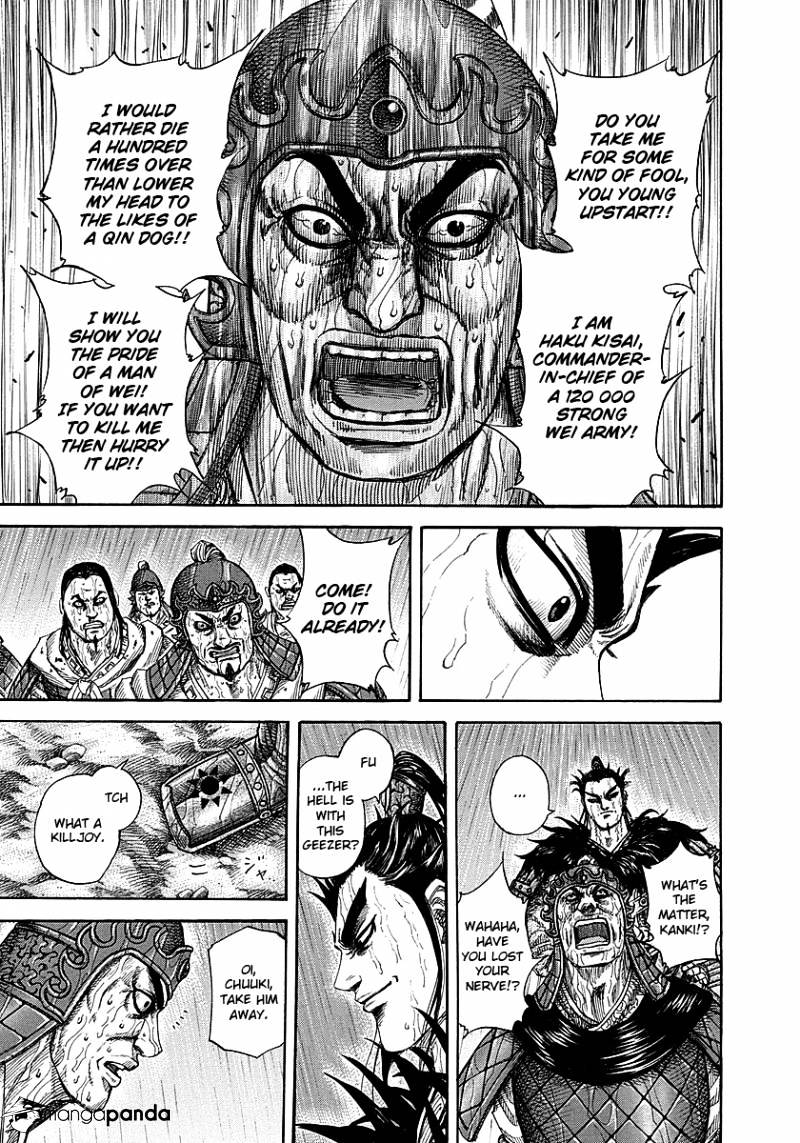 DO YOU
TAKE ME
FOR SOME
KIND OF FOOL,
YOU YOUNG
UPSTART!!
I AM
HAKU KISAI,
COMMANDER-
IN-CHIEF OF
A 120 000
STRONG
WEI ARMY!
I WOULD
RATHER DIE
A HUNDRED
TIMES OVER
THAN LOWER
MY HEAD TO
THE LIKES OF
A QIN DOG!!
I WILL
SHOW YOU
THE PRIDE
OF A MAN
OF WEI!
IF YOU WANT
TO KILL ME
THEN HURRY
IT UP!!
COME!
DO IT
ALREADY!
...
WHAT'S
THE
MATTER,
KANKI!?
WAHAHA,
HAVE
YOU LOST
YOUR
NERVE!?
FU
...THE
HELL IS
WITH
THIS
GEEZER?
TCH
WHAT A
KILLJOY.
ジャ
OI,
CHUUKI,
TAKE HIM
AWAY.
mangapanda